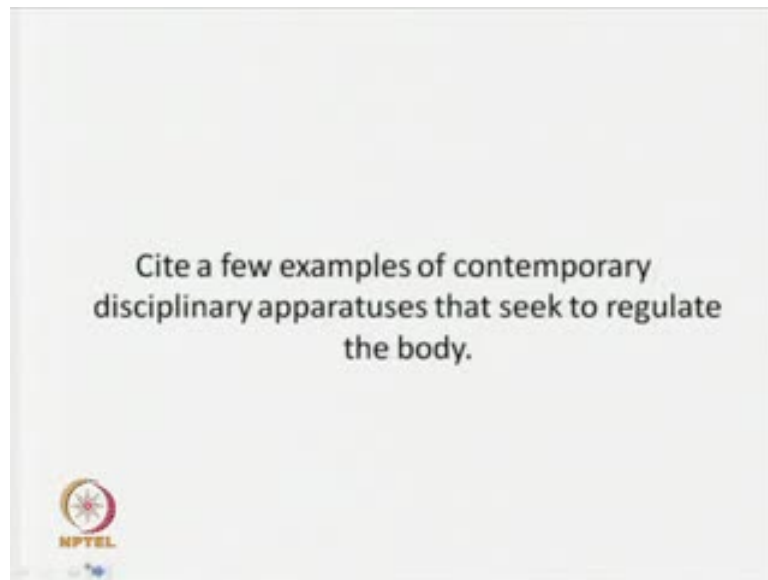 Cite a few examples of contemporary
disciplinary apparatuses that seek to regulate
the body.
NPTEL